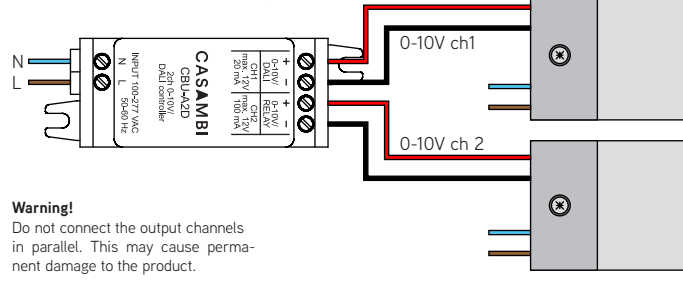 N
L
N L
INPUT 100-277 VAC
50-60 Hz
CASAMBI
CBU-A2D
2ch 0-10V/
DALI controller
0-10V/
DALI
CH1
max. 12V
20 mA
+
-
0-10V/
RELAY
CH2
max. 12V
100 mA
+
-
0-10V ch1
0-10V ch 2
Warning!
Do not connect the output channels
in parallel. This may cause perma-
nent damage to the product.